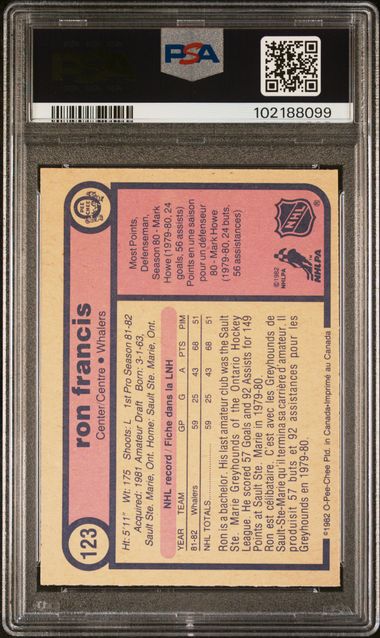 PSA
102188099
123
ron francis
Center/Centre • Whalers
Ht: 5'11" Wt: 175 Shoots: L 1st Pro Season 81-82
Acquired: 1981 Amateur Draft Born: 3-1-63,
Sault Ste. Marie, Ont. Home: Sault Ste. Marie, Ont.
NHL record / Fiche dans la LNH
YEAR TEAM GP G A PTS PIM
81-82 Whalers 59 25 43 68 51
NHL TOTALS... 59 25 43 68 51
Ron is a bachelor. His last amateur club was the Sault
Ste. Marie Greyhounds of the Ontario Hockey
League. He scored 57 Goals and 92 Assists for 149
Points at Sault Ste. Marie in 1979-80.
Ron est célibataire. C'est avec les Greyhounds de
Sault-Ste-Marie qu'il termina sa carrière d'amateur. Il
produisit 57 buts et 92 assistances pour les
Greyhounds en 1979-80.
©1982 O-Pee-Chee Ptd. in Canada-Imprimé au Canada
O PEE CHEE
Most Points,
Defenseman,
Season 80 - Mark
Howe (1979-80, 24
goals, 56 assists)
Most Points en une saison
pour un défenseur
80 - Mark Howe
(1979-80, 24 buts,
56 assistances)
NHL
®
©1982
NHLPA
NHLPA
™